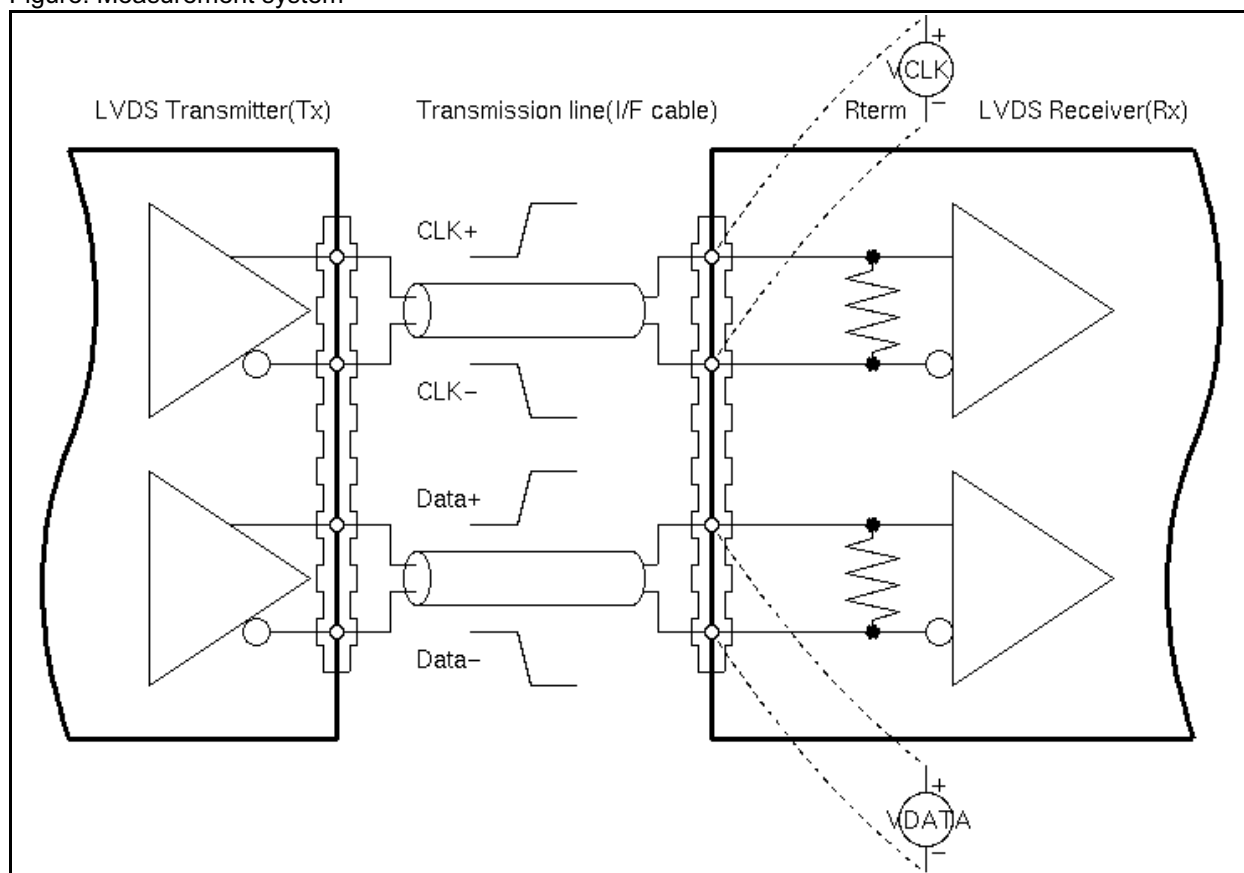 Figure: Measurement system
VCLK
+
−
LVDS Transmitter(Tx)
Transmission line(I/F cable)
Rterm
LVDS Receiver(Rx)
CLK+
CLK−
Data+
Data−
+
VDATA
−